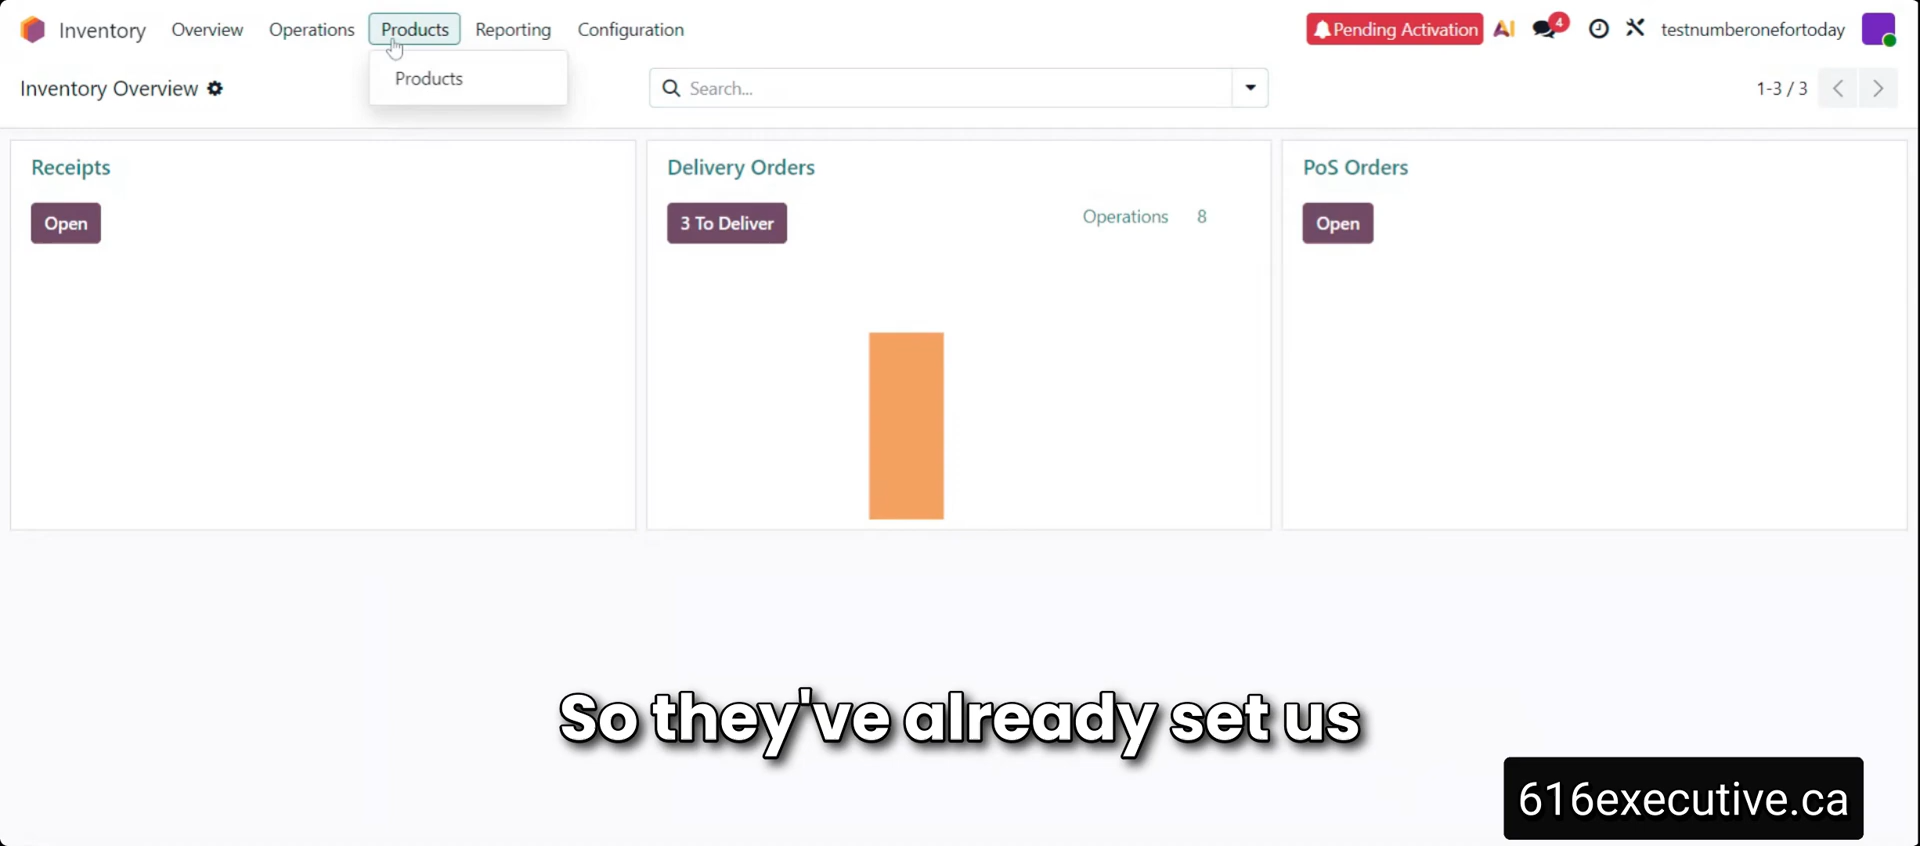 Inventory Overview Operations Products Reporting Configuration Pending Activation AI 4 testnumberonefortoday
Products
Inventory Overview Search... 1-3 / 3
Receipts Delivery Orders PoS Orders
Open 3 To Deliver Operations 8 Open
So they've already set us
616executive.ca